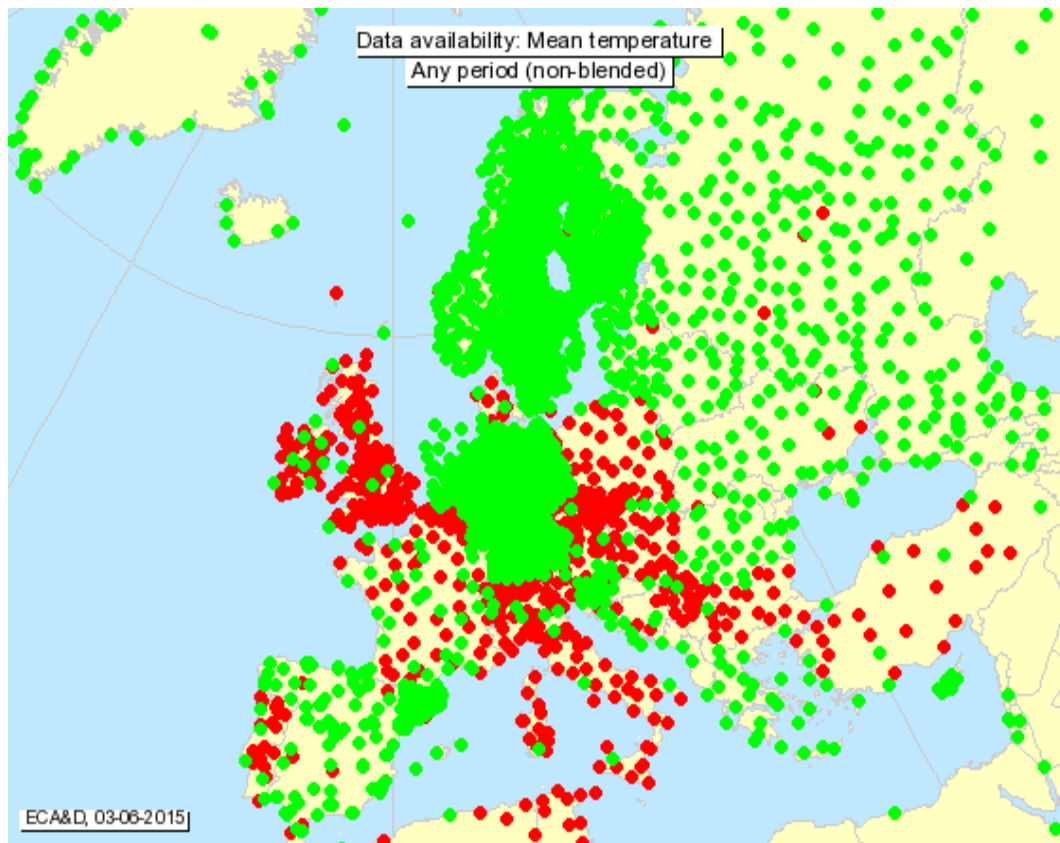 Data availability: Mean temperature
Any period (non-blended)
ECA&D, 03-06-2015